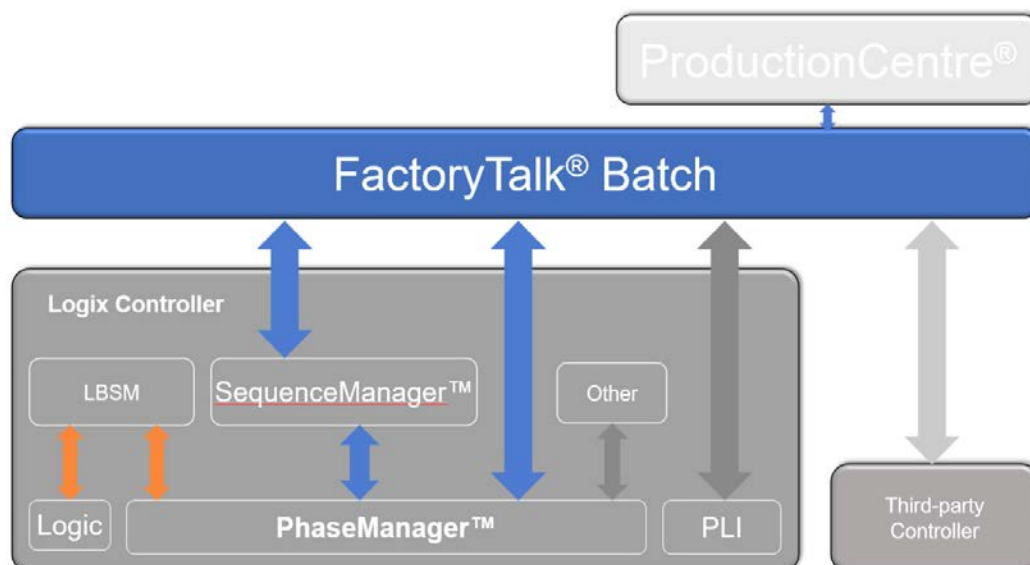 ProductionCentre®
FactoryTalk® Batch
Logix Controller
LBSM
SequenceManager™
Other
Logic
PhaseManager™
PLI
Third-party
Controller